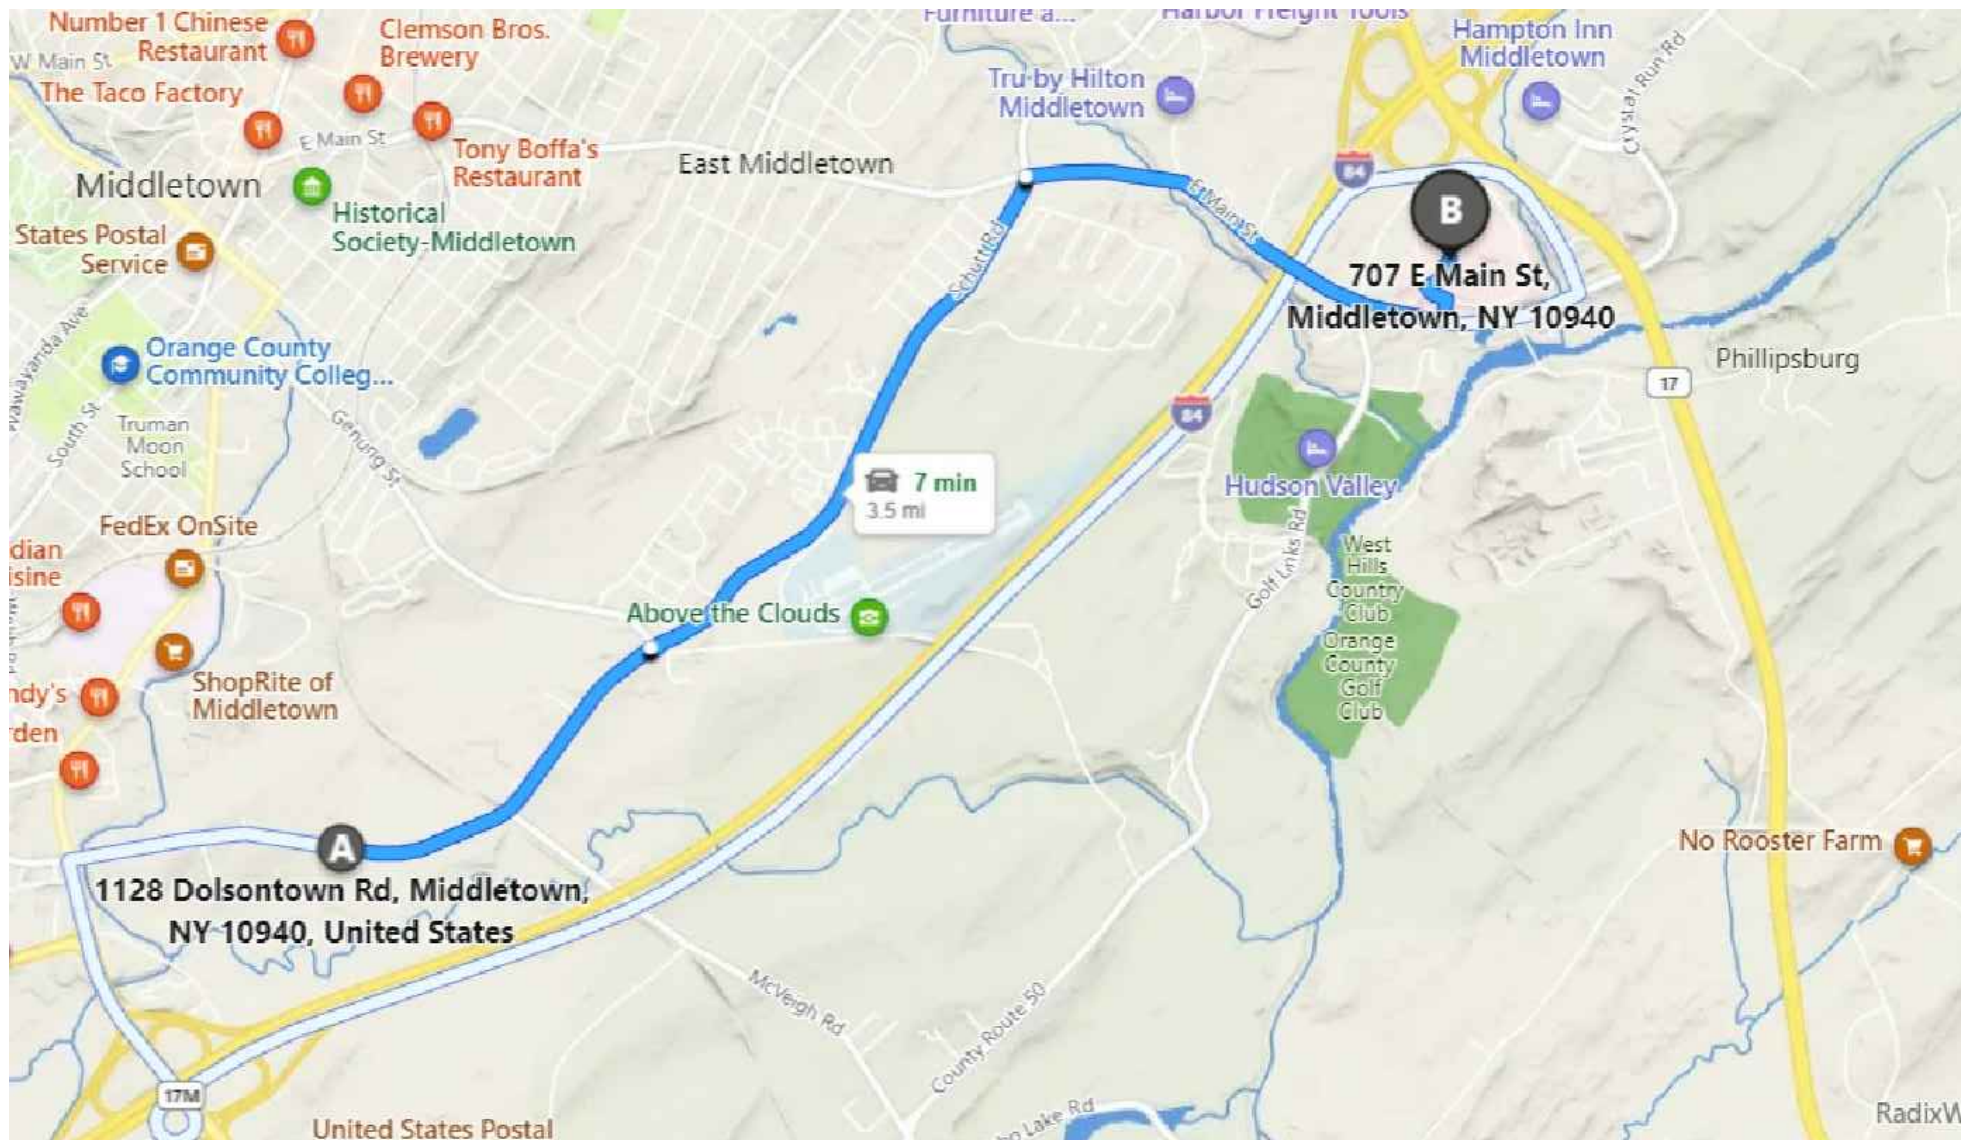 Number 1 Chinese
Restaurant
Clemson Bros.
Brewery
Furniture a...
Harbor Freight Tools
Hampton Inn
Middletown
W Main St
The Taco Factory
E Main St
Tony Boffa's
Restaurant
East Middletown
Tru by Hilton
Middletown
Crystal Run Rd
84
Middletown
Historical
Society-Middletown
States Postal
Service
E Main St
B
707 E Main St,
Middletown, NY 10940
Schutt Rd
Wawayanda Ave
Orange County
Community Colleg...
Phillipsburg
17
South St
Truman
Moon
School
Genung St
84
7 min
3.5 mi
Hudson Valley
FedEx OnSite
dian
isine
Golf Links Rd
West
Hills
Country
Club
Orange
County
Golf
Club
Above the Clouds
ShopRite of
Middletown
ndy's
rden
A
1128 Dolsontown Rd, Middletown,
NY 10940, United States
No Rooster Farm
McVeigh Rd
County Route 50
17M
United States Postal
Lake Rd
RadixW